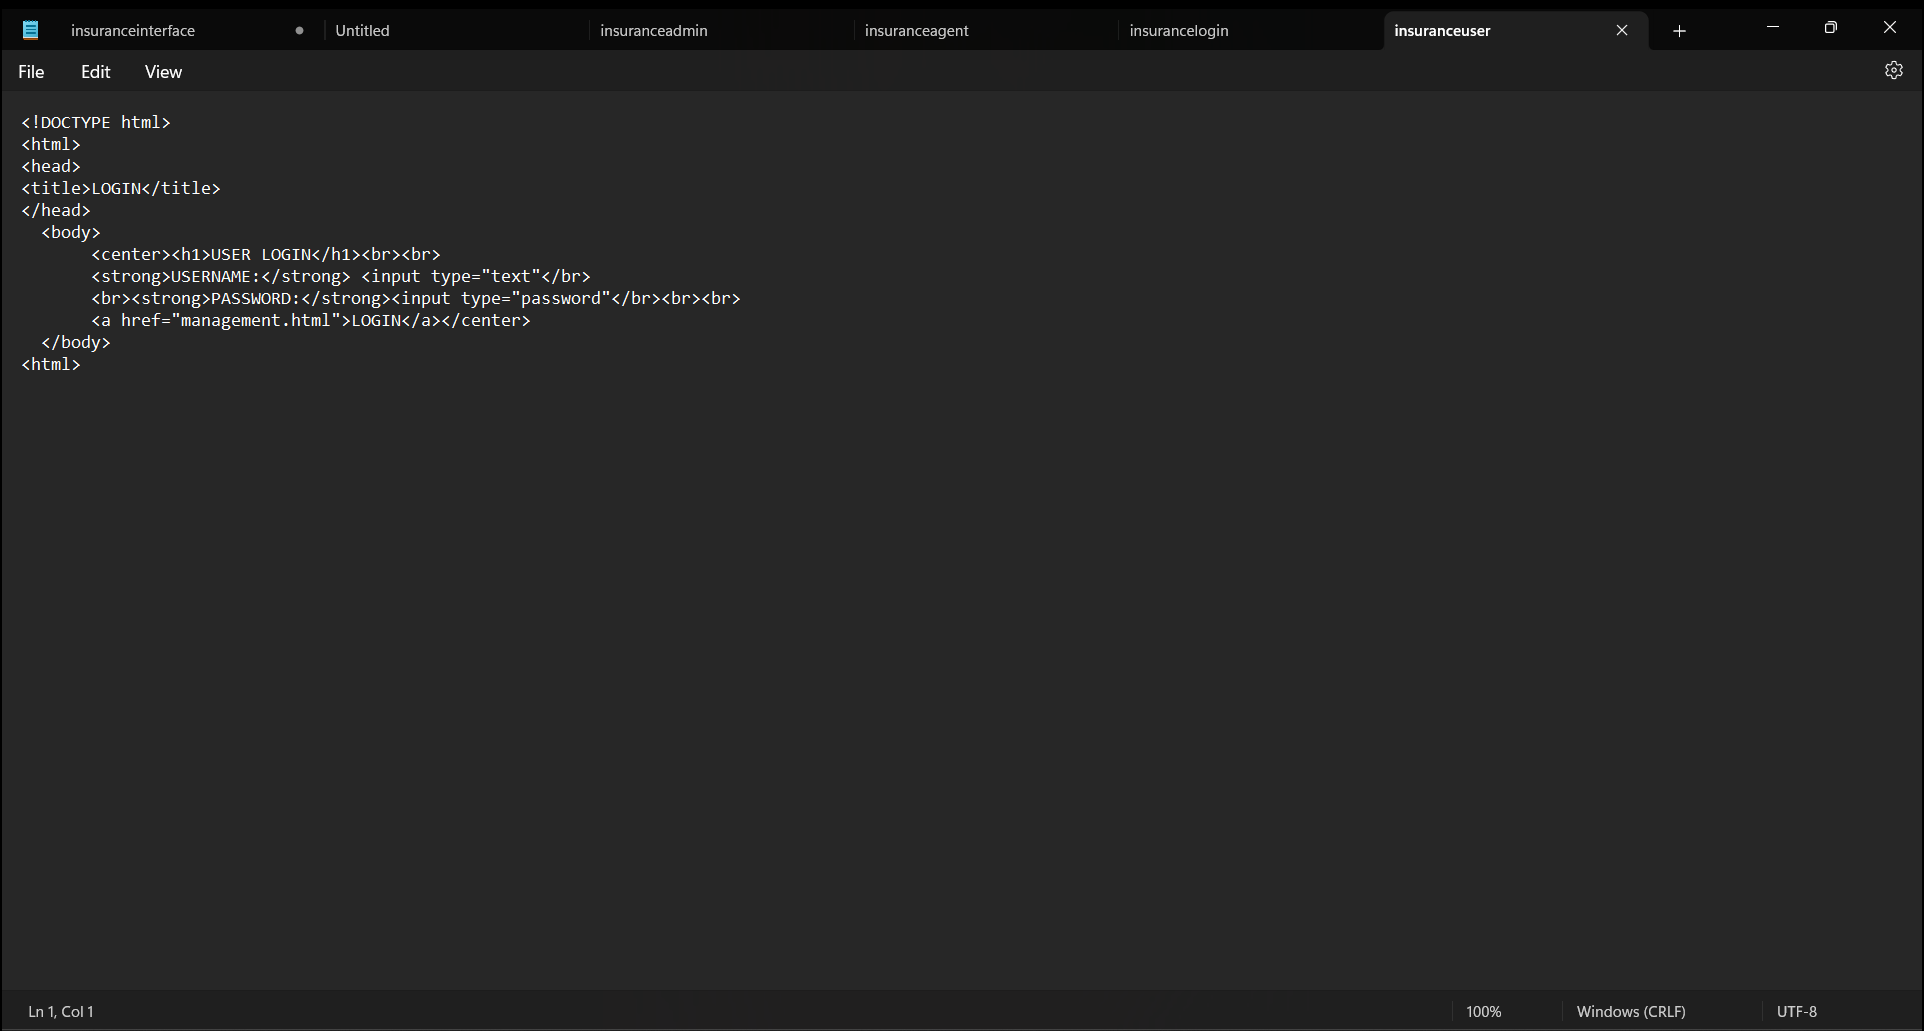 insuranceinterface Untitled insuranceadmin insuranceagent insurancelogin insuranceuser
File Edit View
<!DOCTYPE html>
<html>
<head>
<title>LOGIN</title>
</head>
<body>
<center><h1>USER LOGIN</h1><br><br>
<strong>USERNAME:</strong> <input type="text"</br>
<br><strong>PASSWORD:</strong><input type="password"</br><br><br>
<a href="management.html">LOGIN</a></center>
</body>
<html>
Ln 1, Col 1 100% Windows (CRLF) UTF-8